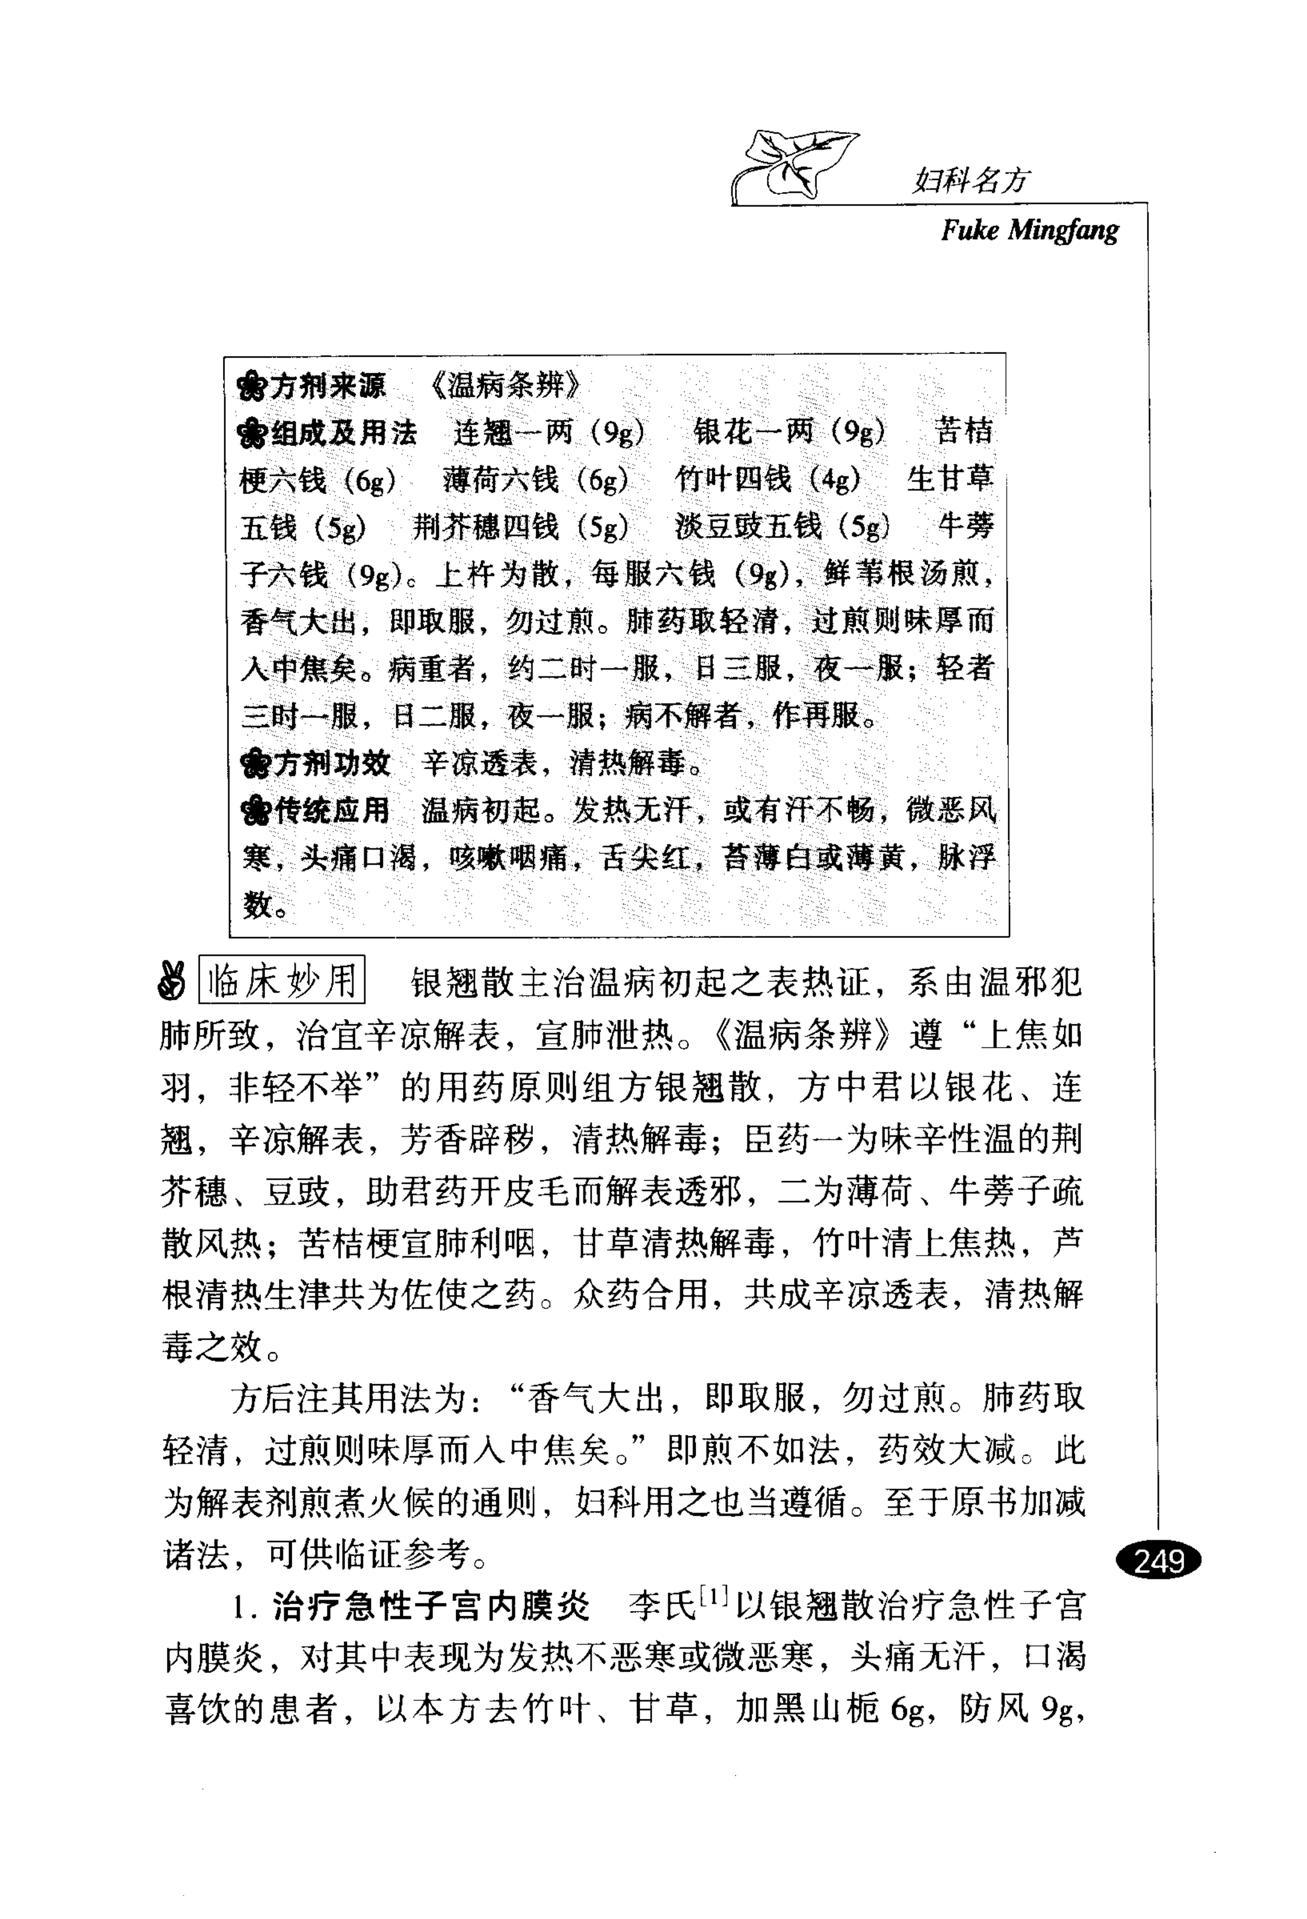 妇科名方
Fuke Mingfang
方剂来源 《温病条辨》
组成及用法 连翘一两（9g） 银花一两（9g） 苦桔
梗六钱（6g） 薄荷六钱（6g） 竹叶四钱（4g） 生甘草
五钱（5g） 荆芥穗四钱（5g） 淡豆豉五钱（5g） 牛蒡
子六钱（9g）。上杵为散，每服六钱（9g），鲜苇根汤煎，
香气大出，即取服，勿过煎。肺药取轻清，过煎则味厚而
入中焦矣。病重者，约二时一服，日三服，夜一服；轻者
三时一服，日二服，夜一服；病不解者，作再服。
方剂功效 辛凉透表，清热解毒。
传统应用 温病初起。发热无汗，或有汗不畅，微恶风
寒，头痛口渴，咳嗽咽痛，舌尖红，苔薄白或薄黄，脉浮
数。
临床妙用 银翘散主治温病初起之表热证，系由温邪犯
肺所致，治宜辛凉解表，宣肺泄热。《温病条辨》遵“上焦如
羽，非轻不举”的用药原则组方银翘散，方中君以银花、连
翘，辛凉解表，芳香辟秽，清热解毒；臣药一为味辛性温的荆
芥穗、豆豉，助君药开皮毛而解表透邪，二为薄荷、牛蒡子疏
散风热；苦桔梗宣肺利咽，甘草清热解毒，竹叶清上焦热，芦
根清热生津共为佐使之药。众药合用，共成辛凉透表，清热解
毒之效。
方后注其用法为：“香气大出，即取服，勿过煎。肺药取
轻清，过煎则味厚而入中焦矣。”即煎不如法，药效大减。此
为解表剂煎煮火候的通则，妇科用之也当遵循。至于原书加减
诸法，可供临证参考。
249
1. 治疗急性子宫内膜炎 李氏[1]以银翘散治疗急性子宫
内膜炎，对其中表现为发热不恶寒或微恶寒，头痛无汗，口渴
喜饮的患者，以本方去竹叶、甘草，加黑山栀 6g，防风 9g，